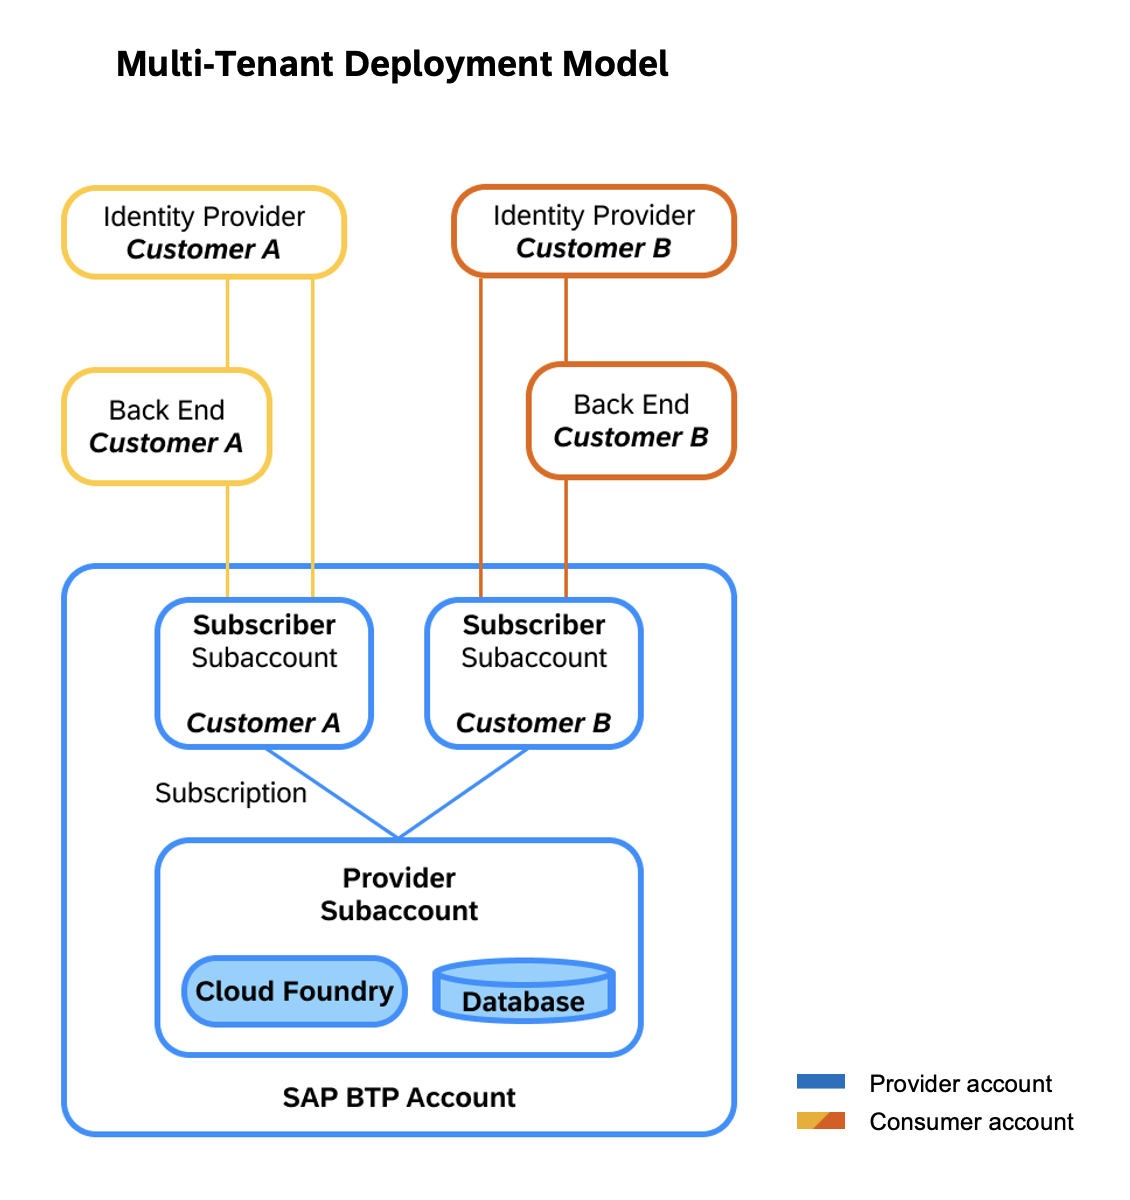 Multi-Tenant Deployment Model
Identity Provider
Customer A
Identity Provider
Customer B
Back End
Customer A
Back End
Customer B
Subscriber
Subaccount
Customer A
Subscriber
Subaccount
Customer B
Subscription
Provider
Subaccount
Cloud Foundry
Database
SAP BTP Account
Provider account
Consumer account